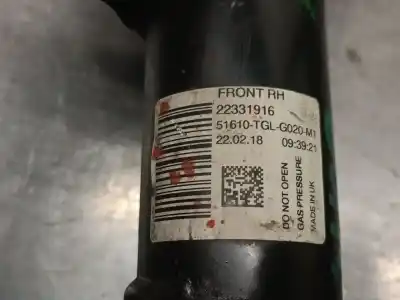 FRONT RH
22331916
51610-TGL-G020-M1
22.02.18 09:39:21
DO NOT OPEN
GAS PRESSURE
MADE IN UK